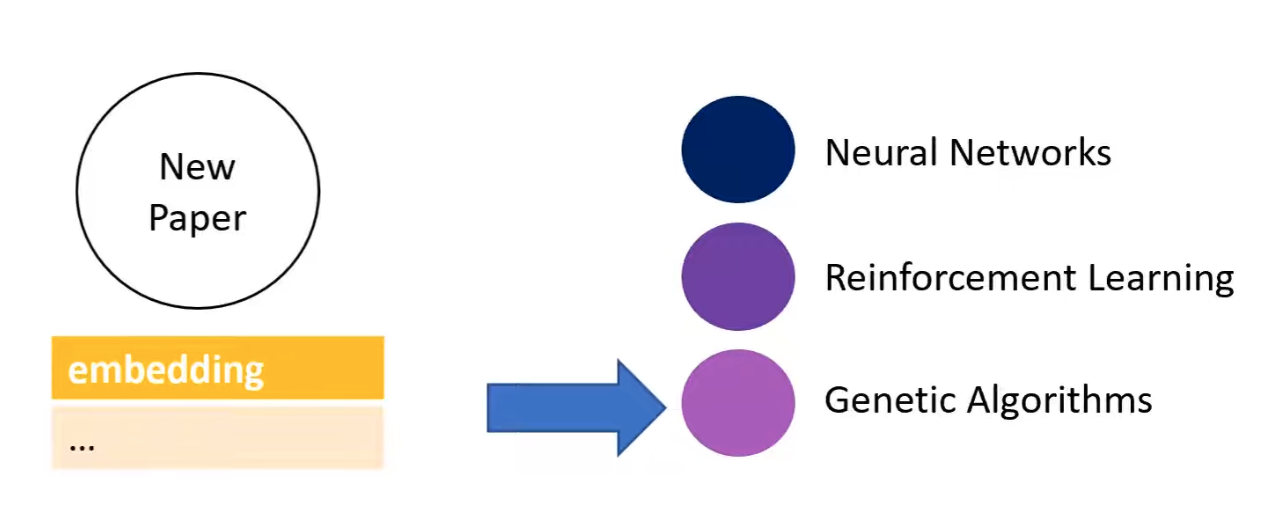 New
Paper
embedding
...
Neural Networks
Reinforcement Learning
Genetic Algorithms